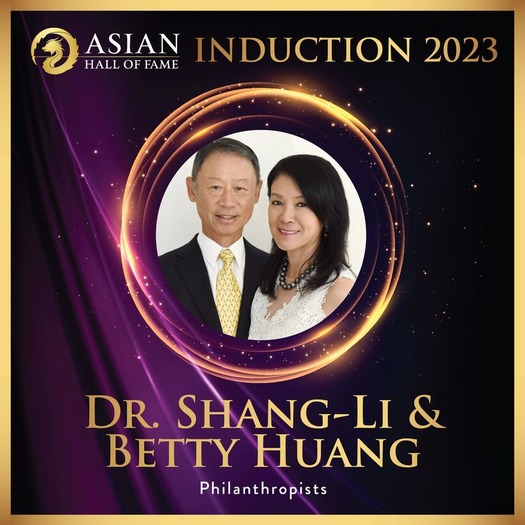 ASIAN
HALL OF FAME
INDUCTION 2023
DR. SHANG-LI &
BETTY HUANG
Philanthropists